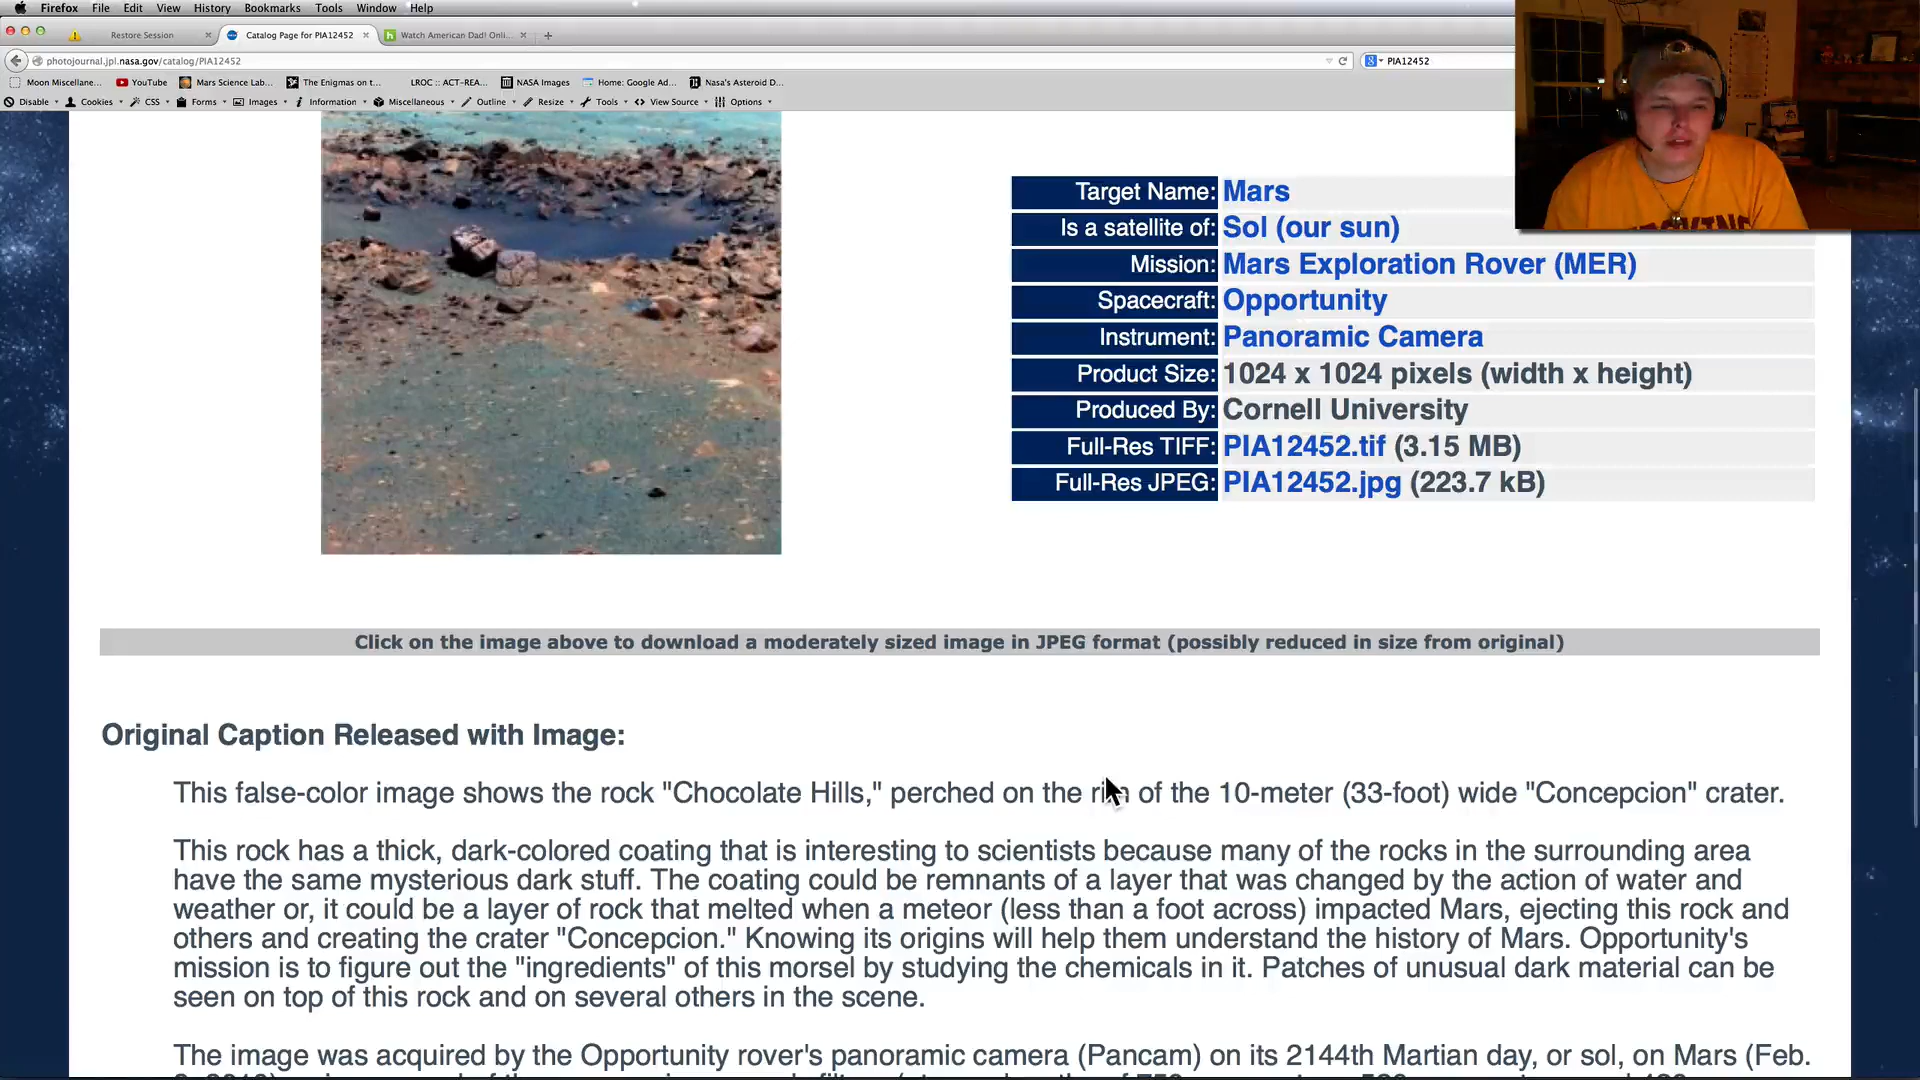 Firefox File Edit View History Bookmarks Tools Window Help
Restore Session Catalog Page for PIA12452 Watch American Dad! Onli...
photojournal.jpl.nasa.gov/catalog/PIA12452 PIA12452
Moon Miscellane... YouTube Mars Science Lab... The Enigmas on t... LROC :: ACT-REA... NASA Images Home: Google Ad... Nasa's Asteroid D...
Disable Cookies CSS Forms Images Information Miscellaneous Outline Resize Tools View Source Options
Target Name: Mars
Is a satellite of: Sol (our sun)
Mission: Mars Exploration Rover (MER)
Spacecraft: Opportunity
Instrument: Panoramic Camera
Product Size: 1024 x 1024 pixels (width x height)
Produced By: Cornell University
Full-Res TIFF: PIA12452.tif (3.15 MB)
Full-Res JPEG: PIA12452.jpg (223.7 kB)
Click on the image above to download a moderately sized image in JPEG format (possibly reduced in size from original)
Original Caption Released with Image:
This false-color image shows the rock "Chocolate Hills," perched on the rim of the 10-meter (33-foot) wide "Concepcion" crater.
This rock has a thick, dark-colored coating that is interesting to scientists because many of the rocks in the surrounding area
have the same mysterious dark stuff. The coating could be remnants of a layer that was changed by the action of water and
weather or, it could be a layer of rock that melted when a meteor (less than a foot across) impacted Mars, ejecting this rock and
others and creating the crater "Concepcion." Knowing its origins will help them understand the history of Mars. Opportunity's
mission is to figure out the "ingredients" of this morsel by studying the chemicals in it. Patches of unusual dark material can be
seen on top of this rock and on several others in the scene.
The image was acquired by the Opportunity rover's panoramic camera (Pancam) on its 2144th Martian day, or sol, on Mars (Feb.